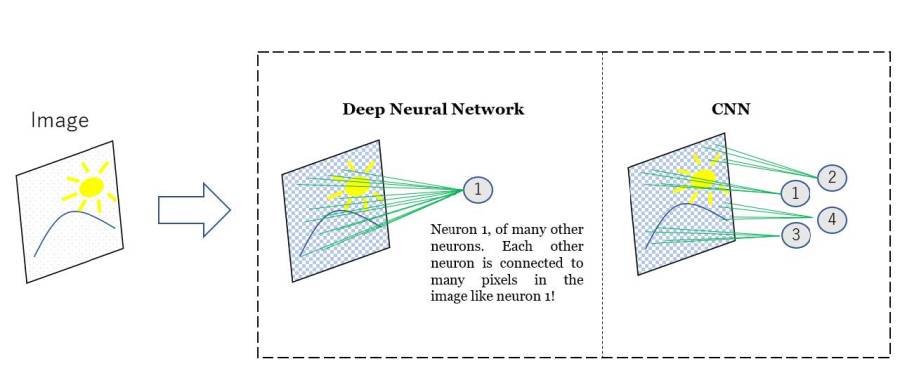 Image
Deep Neural Network
1
Neuron 1, of many other
neurons. Each other
neuron is connected to
many pixels in the
image like neuron 1!
CNN
2
1
4
3